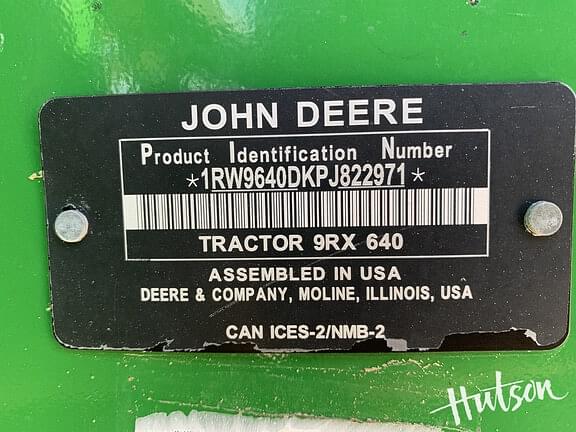 JOHN DEERE
Product Identification Number
*1RW9640DKPJ822971*
TRACTOR 9RX 640
ASSEMBLED IN USA
DEERE & COMPANY, MOLINE, ILLINOIS, USA
CAN ICES-2/NMB-2
Hutson